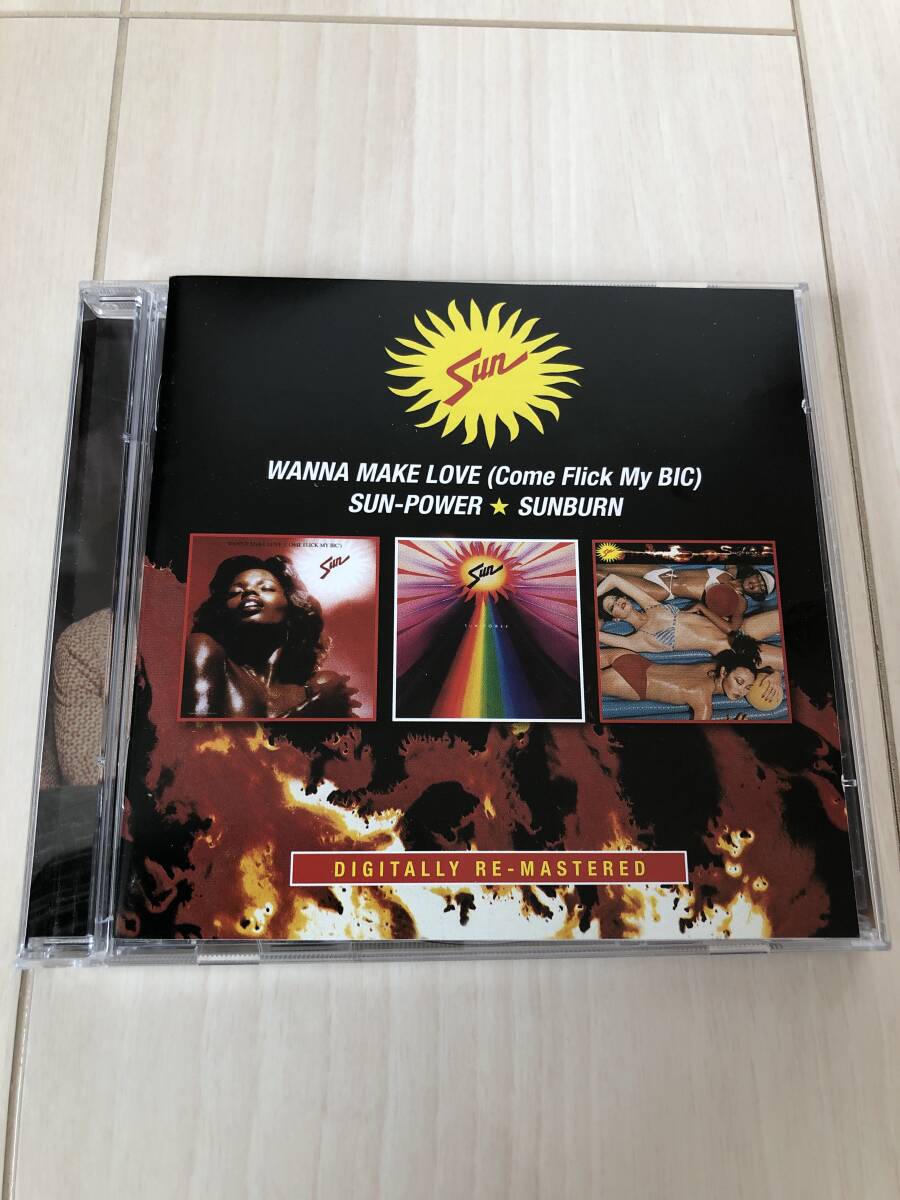 Sun
WANNA MAKE LOVE (Come Flick My BIC)
SUN-POWER ★ SUNBURN
WANNA MAKE LOVE (COME FLICK MY BIC)
Sun
Sun
SUN-POWER
DIGITALLY RE-MASTERED